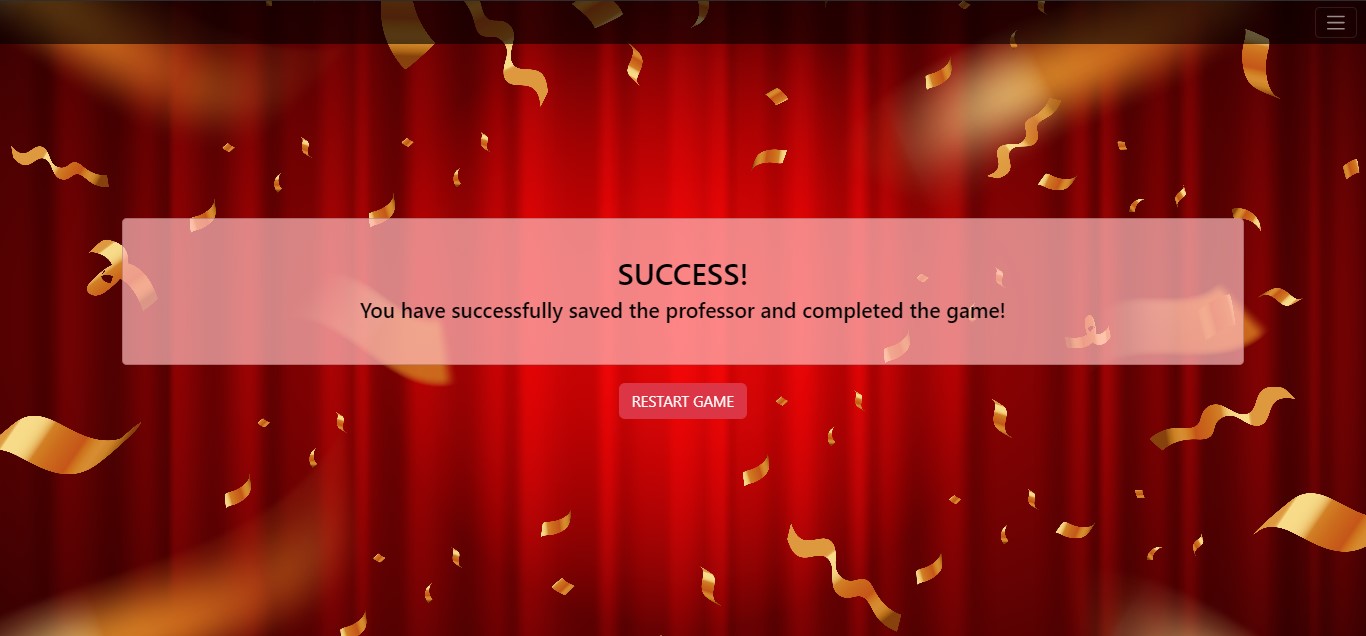 SUCCESS!
You have successfully saved the professor and completed the game!
RESTART GAME